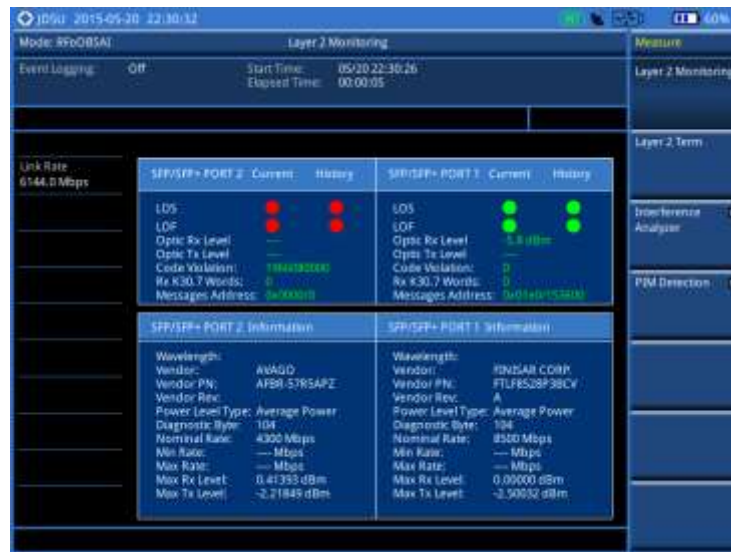 JDSU 2015-05-20 22:30:32
60%
Mode: RFoOBSAI Layer 2 Monitoring
Measure
Event Logging: Off Start Time: 05/20 22:30:26
Elapsed Time: 00:00:05
Layer 2 Monitoring
Layer 2 Term
Link Rate
6144.0 Mbps
SFP/SFP+ PORT 2 Current History
LOS
LOF
Optic Rx Level ----
Optic Tx Level ----
Code Violation:
Rx K30.7 Words: 0
Messages Address:
SFP/SFP+ PORT 1 Current History
LOS
LOF
Optic Rx Level -5.8 dBm
Optic Tx Level ----
Code Violation: 0
Rx K30.7 Words: 0
Messages Address:
Interference
Analyzer
PIM Detection
SFP/SFP+ PORT 2 Information
Wavelength:
Vendor: AVAGO
Vendor PN: AFBR-57R5APZ
Vendor Rev:
Power Level Type: Average Power
Diagnostic Byte: 104
Nominal Rate: 4300 Mbps
Min Rate: ---- Mbps
Max Rate: ---- Mbps
Max Rx Level: 0.41393 dBm
Max Tx Level: -2.21849 dBm
SFP/SFP+ PORT 1 Information
Wavelength:
Vendor: FINISAR CORP.
Vendor PN: FTLF8528P3BCV
Vendor Rev: A
Power Level Type: Average Power
Diagnostic Byte: 104
Nominal Rate: 8500 Mbps
Min Rate: ---- Mbps
Max Rate: ---- Mbps
Max Rx Level: 0.00000 dBm
Max Tx Level: -2.50032 dBm